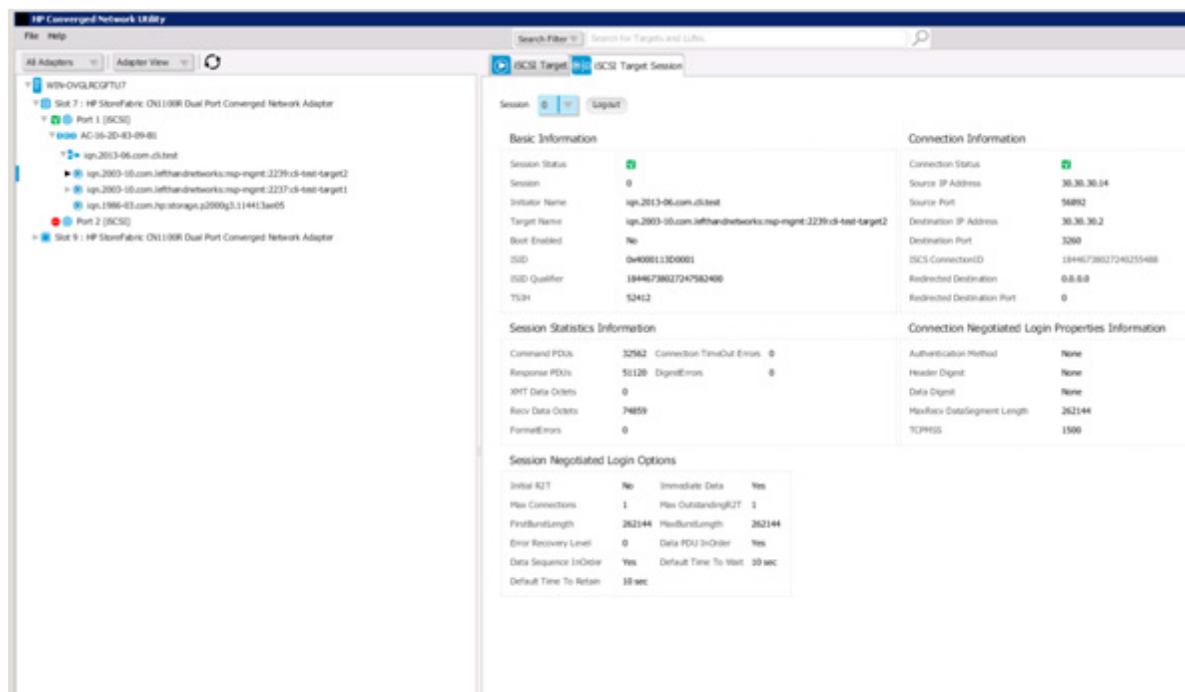 HP Converged Network Utility
File Help
Search Filter Search for Targets and LUNs.
All Adapters Adapter View
iSCSI Target iSCSI Target Session
WIN-OVGLRCGFTU7
Slot 7 : HP StoreFabric CN1100R Dual Port Converged Network Adapter
Port 1 [iSCSI]
AC-16-2D-83-09-B1
iqn.2013-06.com.cli.test
iqn.2003-10.com.lefthandnetworks:nsp-mgmt:2239:cli-test-target2
iqn.2003-10.com.lefthandnetworks:nsp-mgmt:2237:cli-test-target1
iqn.1986-03.com.hp:storage.p2000g3.114413ae05
Port 2 [iSCSI]
Slot 9 : HP StoreFabric CN1100R Dual Port Converged Network Adapter
Session 0 Logout
Basic Information
Session Status
Session 0
Initiator Name iqn.2013-06.com.cli.test
Target Name iqn.2003-10.com.lefthandnetworks:nsp-mgmt:2239:cli-test-target2
Boot Enabled No
ISID 0x4000113D0001
ISID Qualifier 18446738027247582400
TSIH 52412
Connection Information
Connection Status
Source IP Address 30.30.30.14
Source Port 56892
Destination IP Address 30.30.30.2
Destination Port 3260
ISCS ConnectionID 18446738027240255488
Redirected Destination 0.0.0.0
Redirected Destination Port 0
Session Statistics Information
Command PDUs 32562 Connection TimeOut Errors 0
Response PDUs 51120 DigestErrors 0
XMT Data Octets 0
Recv Data Octets 74859
FormatErrors 0
Connection Negotiated Login Properties Information
Authentication Method None
Header Digest None
Data Digest None
MaxRecv DataSegment Length 262144
TCPMSS 1500
Session Negotiated Login Options
Initial R2T No Immediate Data Yes
Max Connections 1 Max OutstandingR2T 1
FirstBurstLength 262144 MaxBurstLength 262144
Error Recovery Level 0 Data PDU InOrder Yes
Data Sequence InOrder Yes Default Time To Wait 10 sec
Default Time To Retain 10 sec